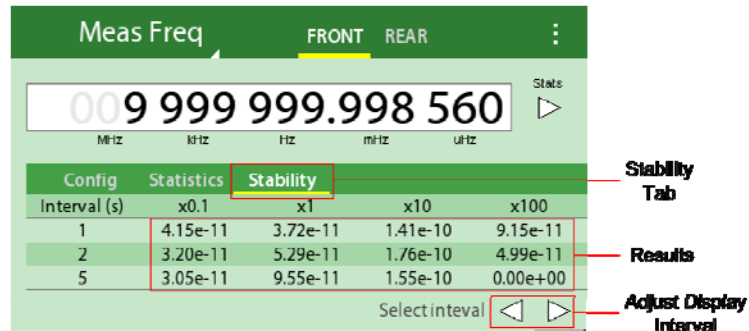 Meas Freq FRONT REAR
Stats
009 999 999.998 560
MHz kHz Hz mHz uHz
Config Statistics Stability
Stability
Tab
Interval (s) x0.1 x1 x10 x100
1 4.15e-11 3.72e-11 1.41e-10 9.15e-11
2 3.20e-11 5.29e-11 1.76e-10 4.99e-11
Results
5 3.05e-11 9.55e-11 1.55e-10 0.00e+00
Select inteval
Adjust Display
Interval